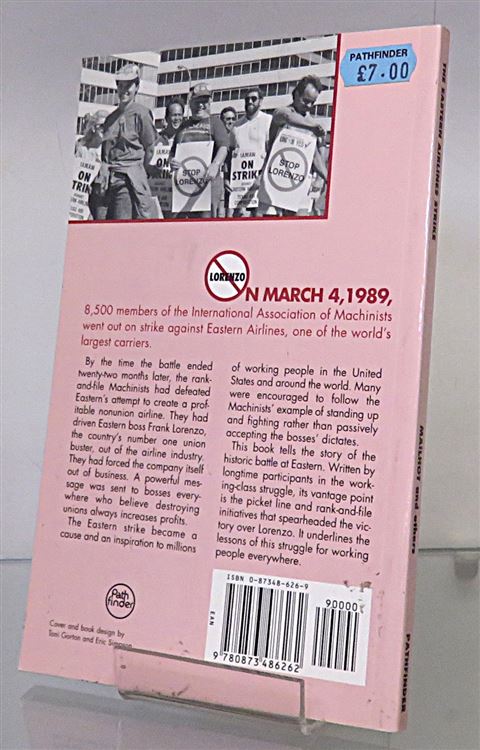 PATHFINDER
£7.00
IAMAW
ON
STRIKE
STOP
LORENZO
ON
STRIKE
STOP
LORENZO
LORENZO
ON MARCH 4, 1989,
8,500 members of the International Association of Machinists
went out on strike against Eastern Airlines, one of the world's
largest carriers.
By the time the battle ended
twenty-two months later, the rank-
and-file Machinists had defeated
Eastern's attempt to create a prof-
itable nonunion airline. They had
driven Eastern boss Frank Lorenzo,
the country's number one union
buster, out of the airline industry.
They had forced the company itself
out of business. A powerful mes-
sage was sent to bosses every-
where who believe destroying
unions always increases profits.
The Eastern strike became a
cause and an inspiration to millions
of working people in the United
States and around the world. Many
were encouraged to follow the
Machinists' example of standing up
and fighting rather than passively
accepting the bosses' dictates.
This book tells the story of the
historic battle at Eastern. Written by
longtime participants in the work-
ing-class struggle, its vantage point
is the picket line and rank-and-file
initiatives that spearheaded the vic-
tory over Lorenzo. It underlines the
lessons of this struggle for working
people everywhere.
Path
finder
Cover and book design by
Toni Gorton and Eric Simpson
ISBN 0-87348-626-9
90000
EAN
9 780873 486262
THE EASTERN AIRLINES STRIKE
MAILHOT and others
PATHFINDER